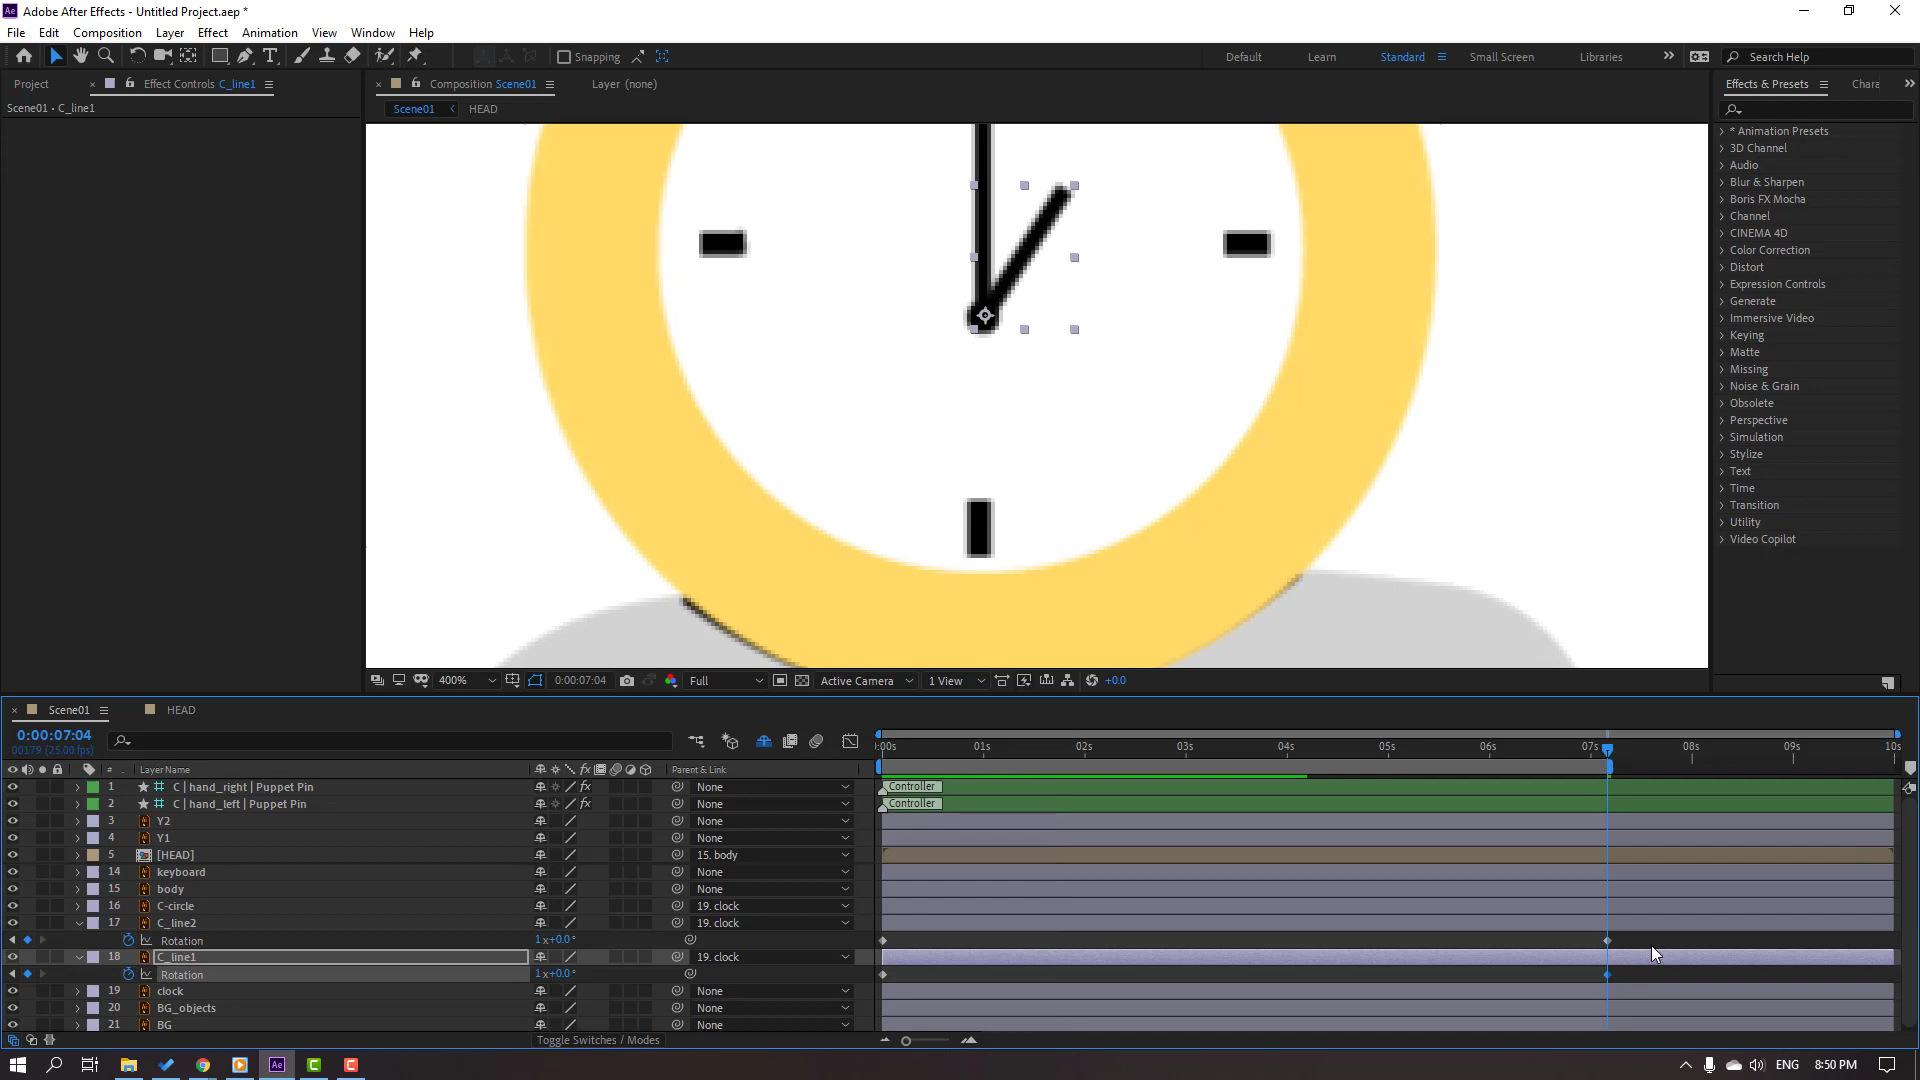 Adobe After Effects - Untitled Project.aep *
File Edit Composition Layer Effect Animation View Window Help
Snapping
Default Learn Standard Small Screen Libraries
Search Help
Project
Effect Controls C_line1
Composition Scene01
Layer (none)
Effects & Presets
Chara
Scene01 • C_line1
Scene01 HEAD
* Animation Presets
3D Channel
Audio
Blur & Sharpen
Boris FX Mocha
Channel
CINEMA 4D
Color Correction
Distort
Expression Controls
Generate
Immersive Video
Keying
Matte
Missing
Noise & Grain
Obsolete
Perspective
Simulation
Stylize
Text
Time
Transition
Utility
Video Copilot
400% 0:00:07:04 Full Active Camera 1 View +0.0
Scene01 HEAD
0:00:07:04
00179 (25.00 fps)
:00s 01s 02s 03s 04s 05s 06s 07s 08s 09s 10s
# Layer Name fx Parent & Link
1 C | hand_right | Puppet Pin fx None Controller
2 C | hand_left | Puppet Pin fx None Controller
3 Y2 None
4 Y1 None
5 [HEAD] 15. body
14 keyboard None
15 body None
16 C-circle 19. clock
17 C_line2 19. clock
Rotation 1x+0.0°
18 C_line1 19. clock
Rotation 1x+0.0°
19 clock None
20 BG_objects None
21 BG None
Toggle Switches / Modes
Ae ENG 8:50 PM